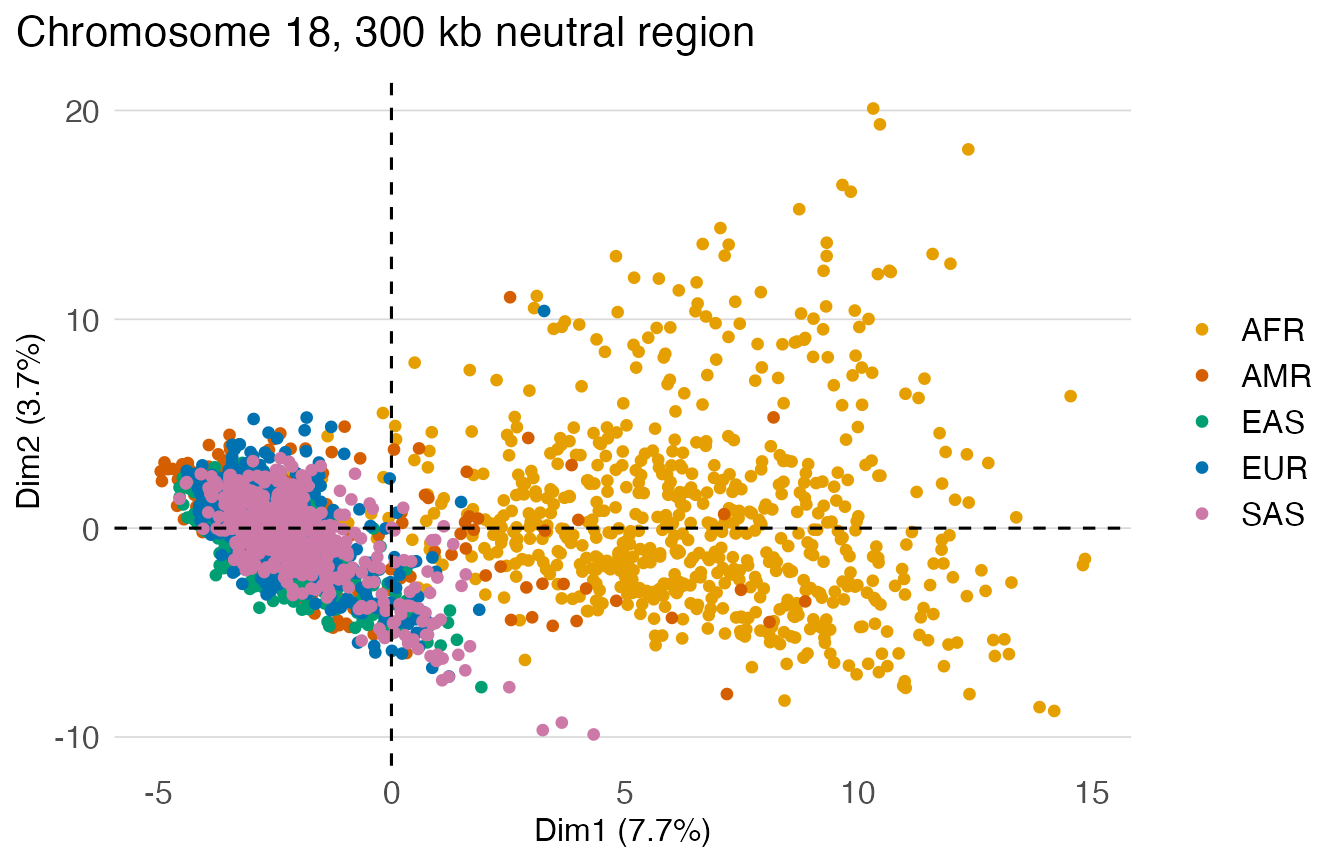 Chromosome 18, 300 kb neutral region
20
10
0
-10
Dim2 (3.7%)
-5 0 5 10 15
Dim1 (7.7%)
AFR
AMR
EAS
EUR
SAS